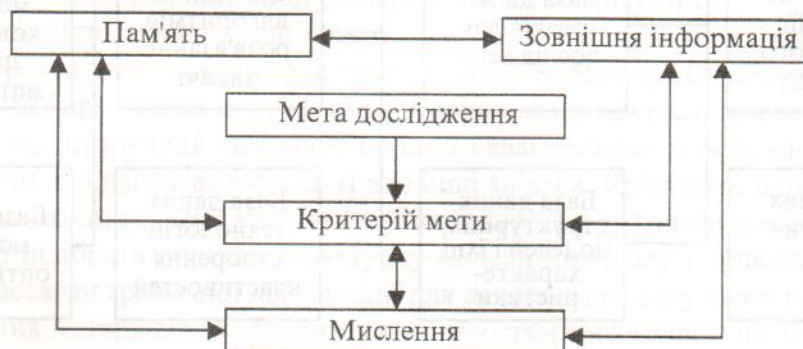 Пам'ять
Зовнішня інформація
Мета дослідження
Критерій мети
Мислення